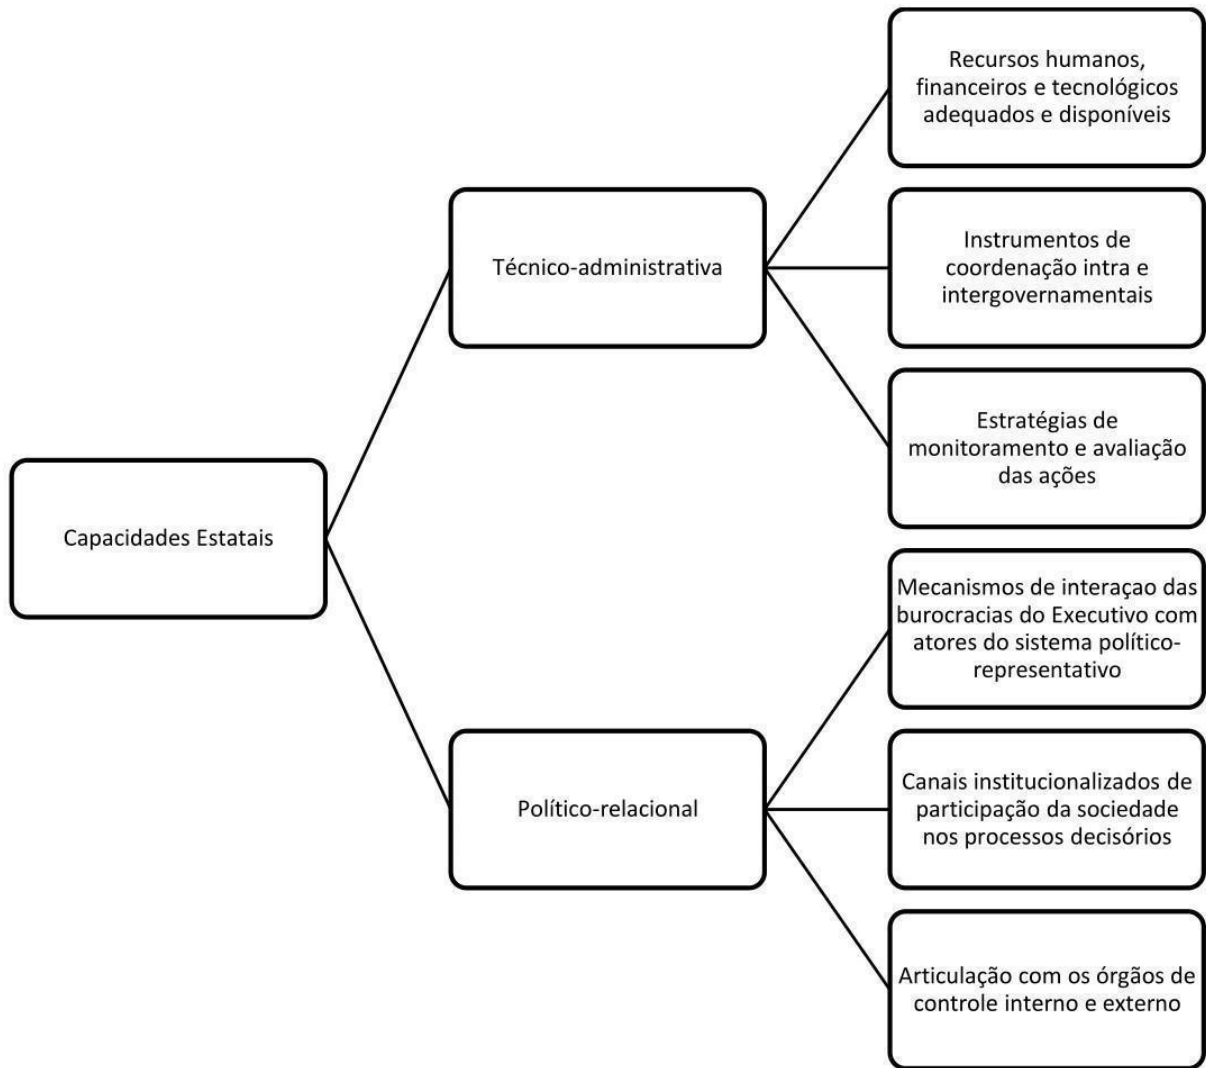 Capacidades Estatais
Técnico-administrativa
Recursos humanos,
financeiros e tecnológicos
adequados e disponíveis
Instrumentos de
coordenação intra e
intergovernamentais
Estratégias de
monitoramento e avaliação
das ações
Político-relacional
Mecanismos de interaçao das
burocracias do Executivo com
atores do sistema político-
representativo
Canais institucionalizados de
participação da sociedade
nos processos decisórios
Articulação com os órgãos de
controle interno e externo